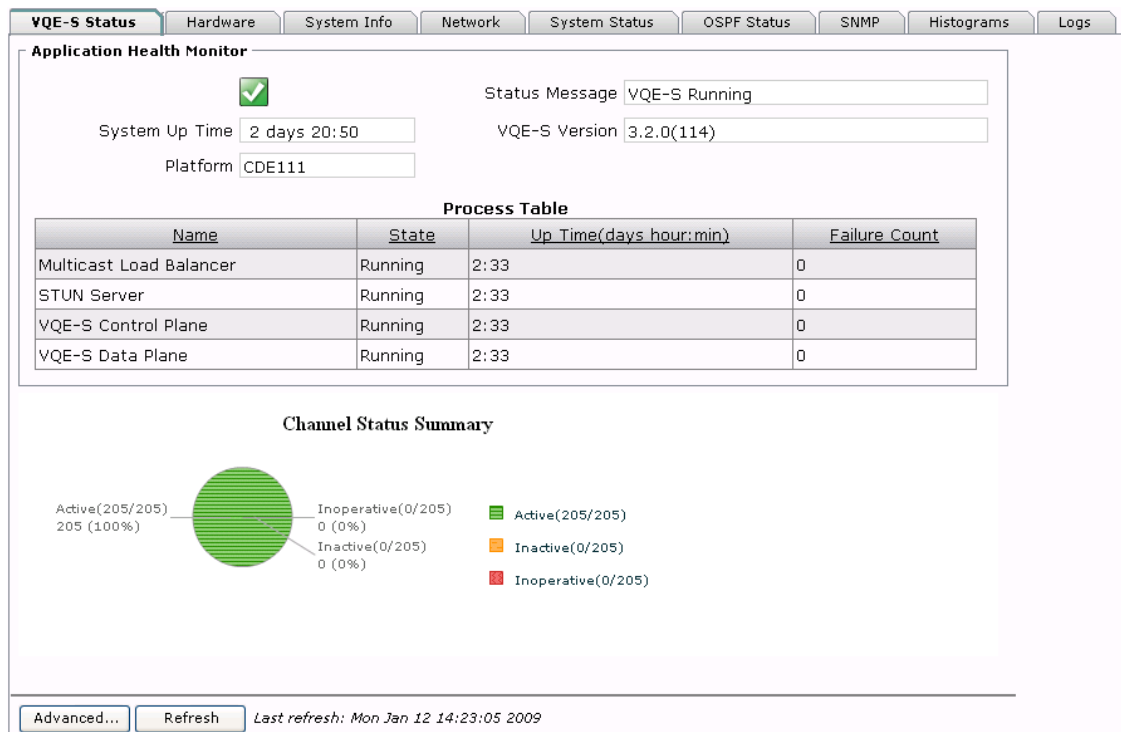 VQE-S Status Hardware System Info Network System Status OSPF Status SNMP Histograms Logs
Application Health Monitor
Status Message VQE-S Running
System Up Time 2 days 20:50 VQE-S Version 3.2.0(114)
Platform CDE111
Process Table
Name State Up Time(days hour:min) Failure Count
Multicast Load Balancer Running 2:33 0
STUN Server Running 2:33 0
VQE-S Control Plane Running 2:33 0
VQE-S Data Plane Running 2:33 0
Channel Status Summary
Active(205/205)
205 (100%)
Inoperative(0/205)
0 (0%)
Inactive(0/205)
0 (0%)
Active(205/205)
Inactive(0/205)
Inoperative(0/205)
Advanced... Refresh Last refresh: Mon Jan 12 14:23:05 2009